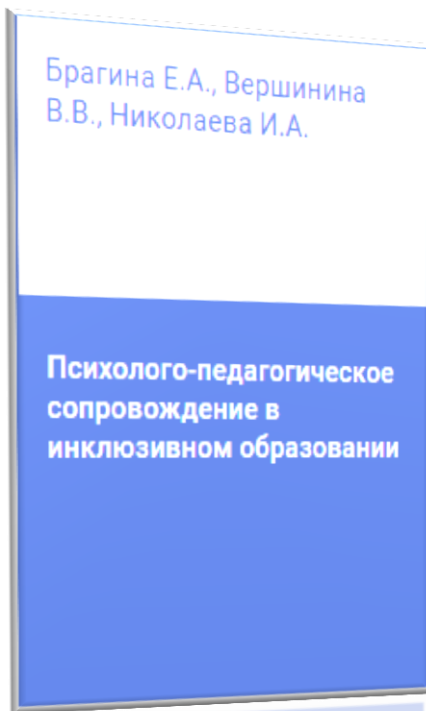 Брагина Е.А., Вершинина
В.В., Николаева И.А.
Психолого-педагогическое
сопровождение в
инклюзивном образовании